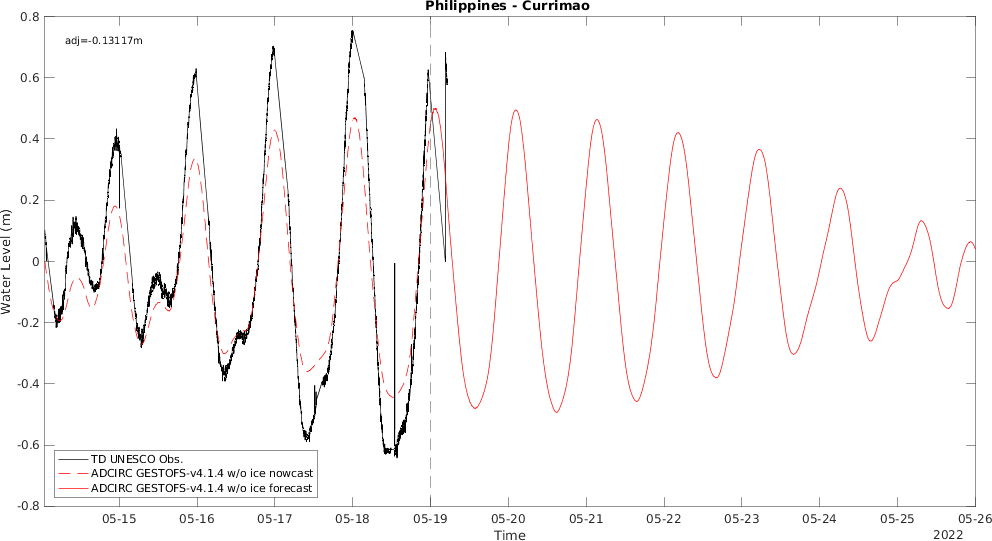 Philippines - Currimao
adj=-0.13117m
0.8
0.6
0.4
0.2
0
-0.2
-0.4
-0.6
-0.8
Water Level (m)
TD UNESCO Obs.
ADCIRC GESTOFS-v4.1.4 w/o ice nowcast
ADCIRC GESTOFS-v4.1.4 w/o ice forecast
05-15 05-16 05-17 05-18 05-19 05-20 05-21 05-22 05-23 05-24 05-25 05-26
Time
2022